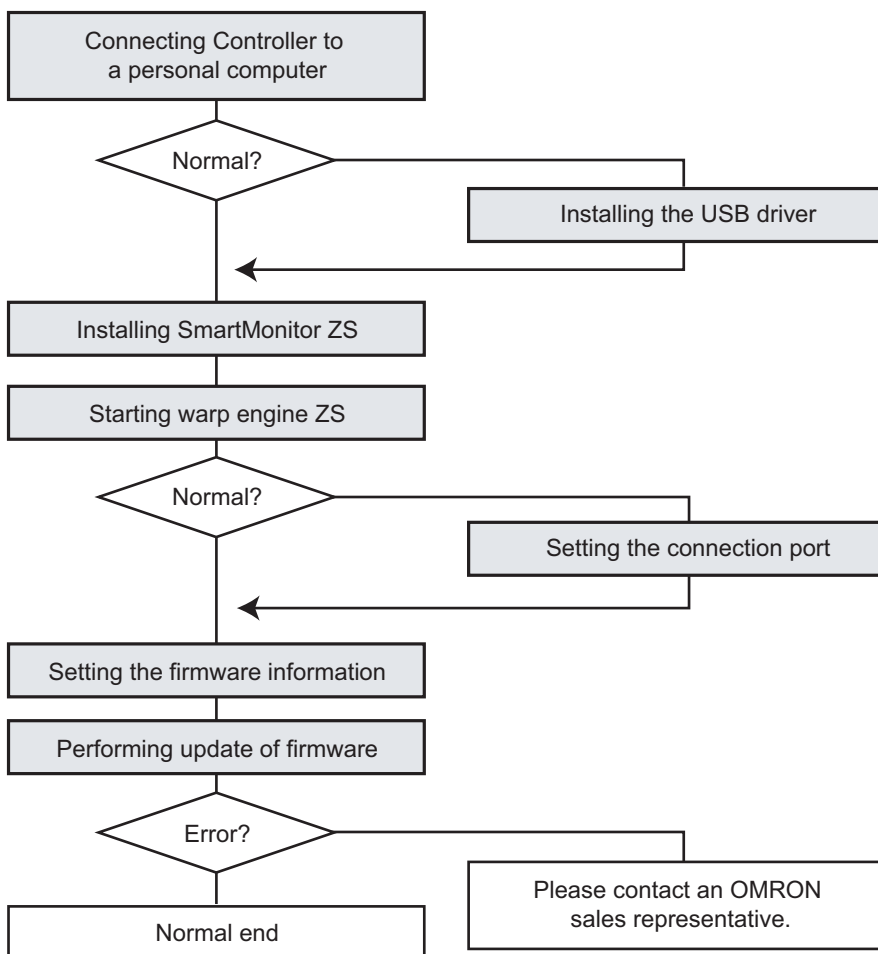 Connecting Controller to
a personal computer
Normal?
Installing the USB driver
Installing SmartMonitor ZS
Starting warp engine ZS
Normal?
Setting the connection port
Setting the firmware information
Performing update of firmware
Error?
Please contact an OMRON
sales representative.
Normal end